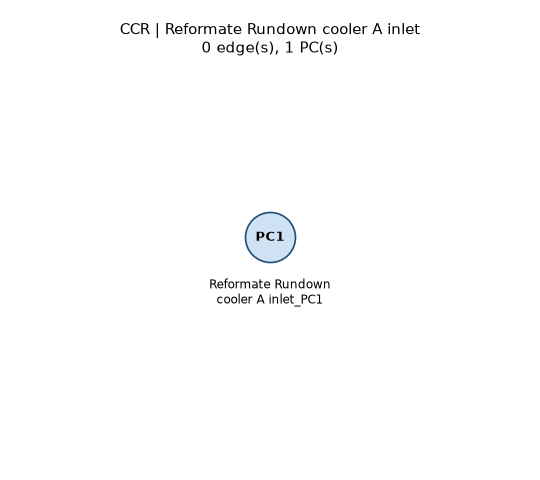 CCR | Reformate Rundown cooler A inlet
0 edge(s), 1 PC(s)
PC1
Reformate Rundown
cooler A inlet_PC1